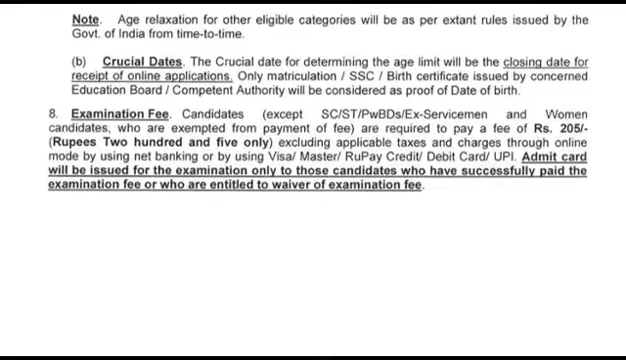 Note. Age relaxation for other eligible categories will be as per extant rules issued by the
Govt. of India from time-to-time.
(b) Crucial Dates. The Crucial date for determining the age limit will be the closing date for
receipt of online applications. Only matriculation / SSC / Birth certificate issued by concerned
Education Board / Competent Authority will be considered as proof of Date of birth.
8. Examination Fee. Candidates (except SC/ST/PwBDs/Ex-Servicemen and Women
candidates, who are exempted from payment of fee) are required to pay a fee of Rs. 205/-
(Rupees Two hundred and five only) excluding applicable taxes and charges through online
mode by using net banking or by using Visa/ Master/ RuPay Credit/ Debit Card/ UPI. Admit card
will be issued for the examination only to those candidates who have successfully paid the
examination fee or who are entitled to waiver of examination fee.